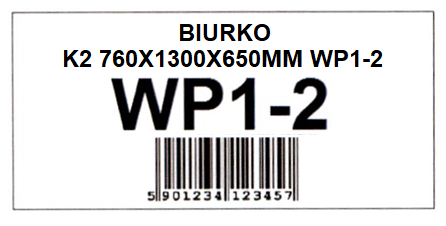 BIURKO
K2 760X1300X650MM WP1-2
WP1-2
5 901234 123457